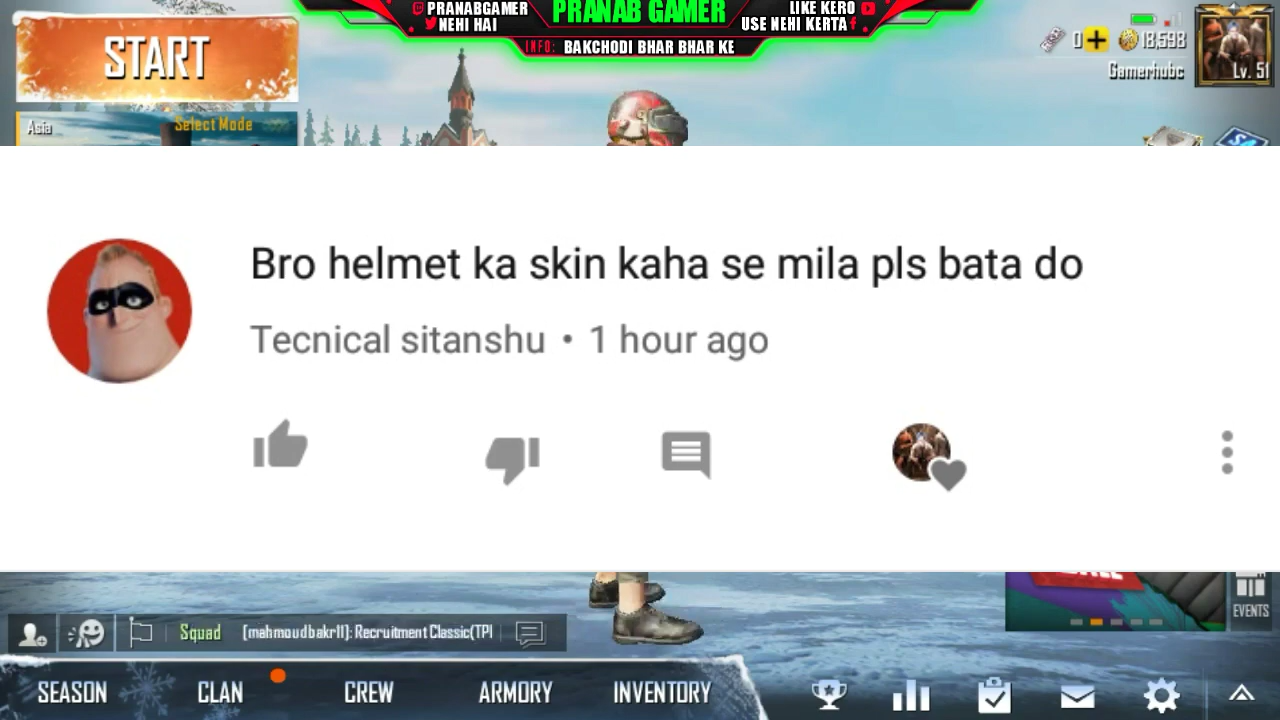 PRANABGAMER
NEHI HAI
PRANAB GAMER
LIKE KERO
USE NEHI KERTA
INFO: BAKCHODI BHAR BHAR KE
START
0
18,598
Gamerhubc
Lv. 51
Asia
Select Mode
Bro helmet ka skin kaha se mila pls bata do
Tecnical sitanshu • 1 hour ago
EVENTS
Squad [mahmoudbakr11]: Recruitment Classic(TPP
SEASON CLAN CREW ARMORY INVENTORY